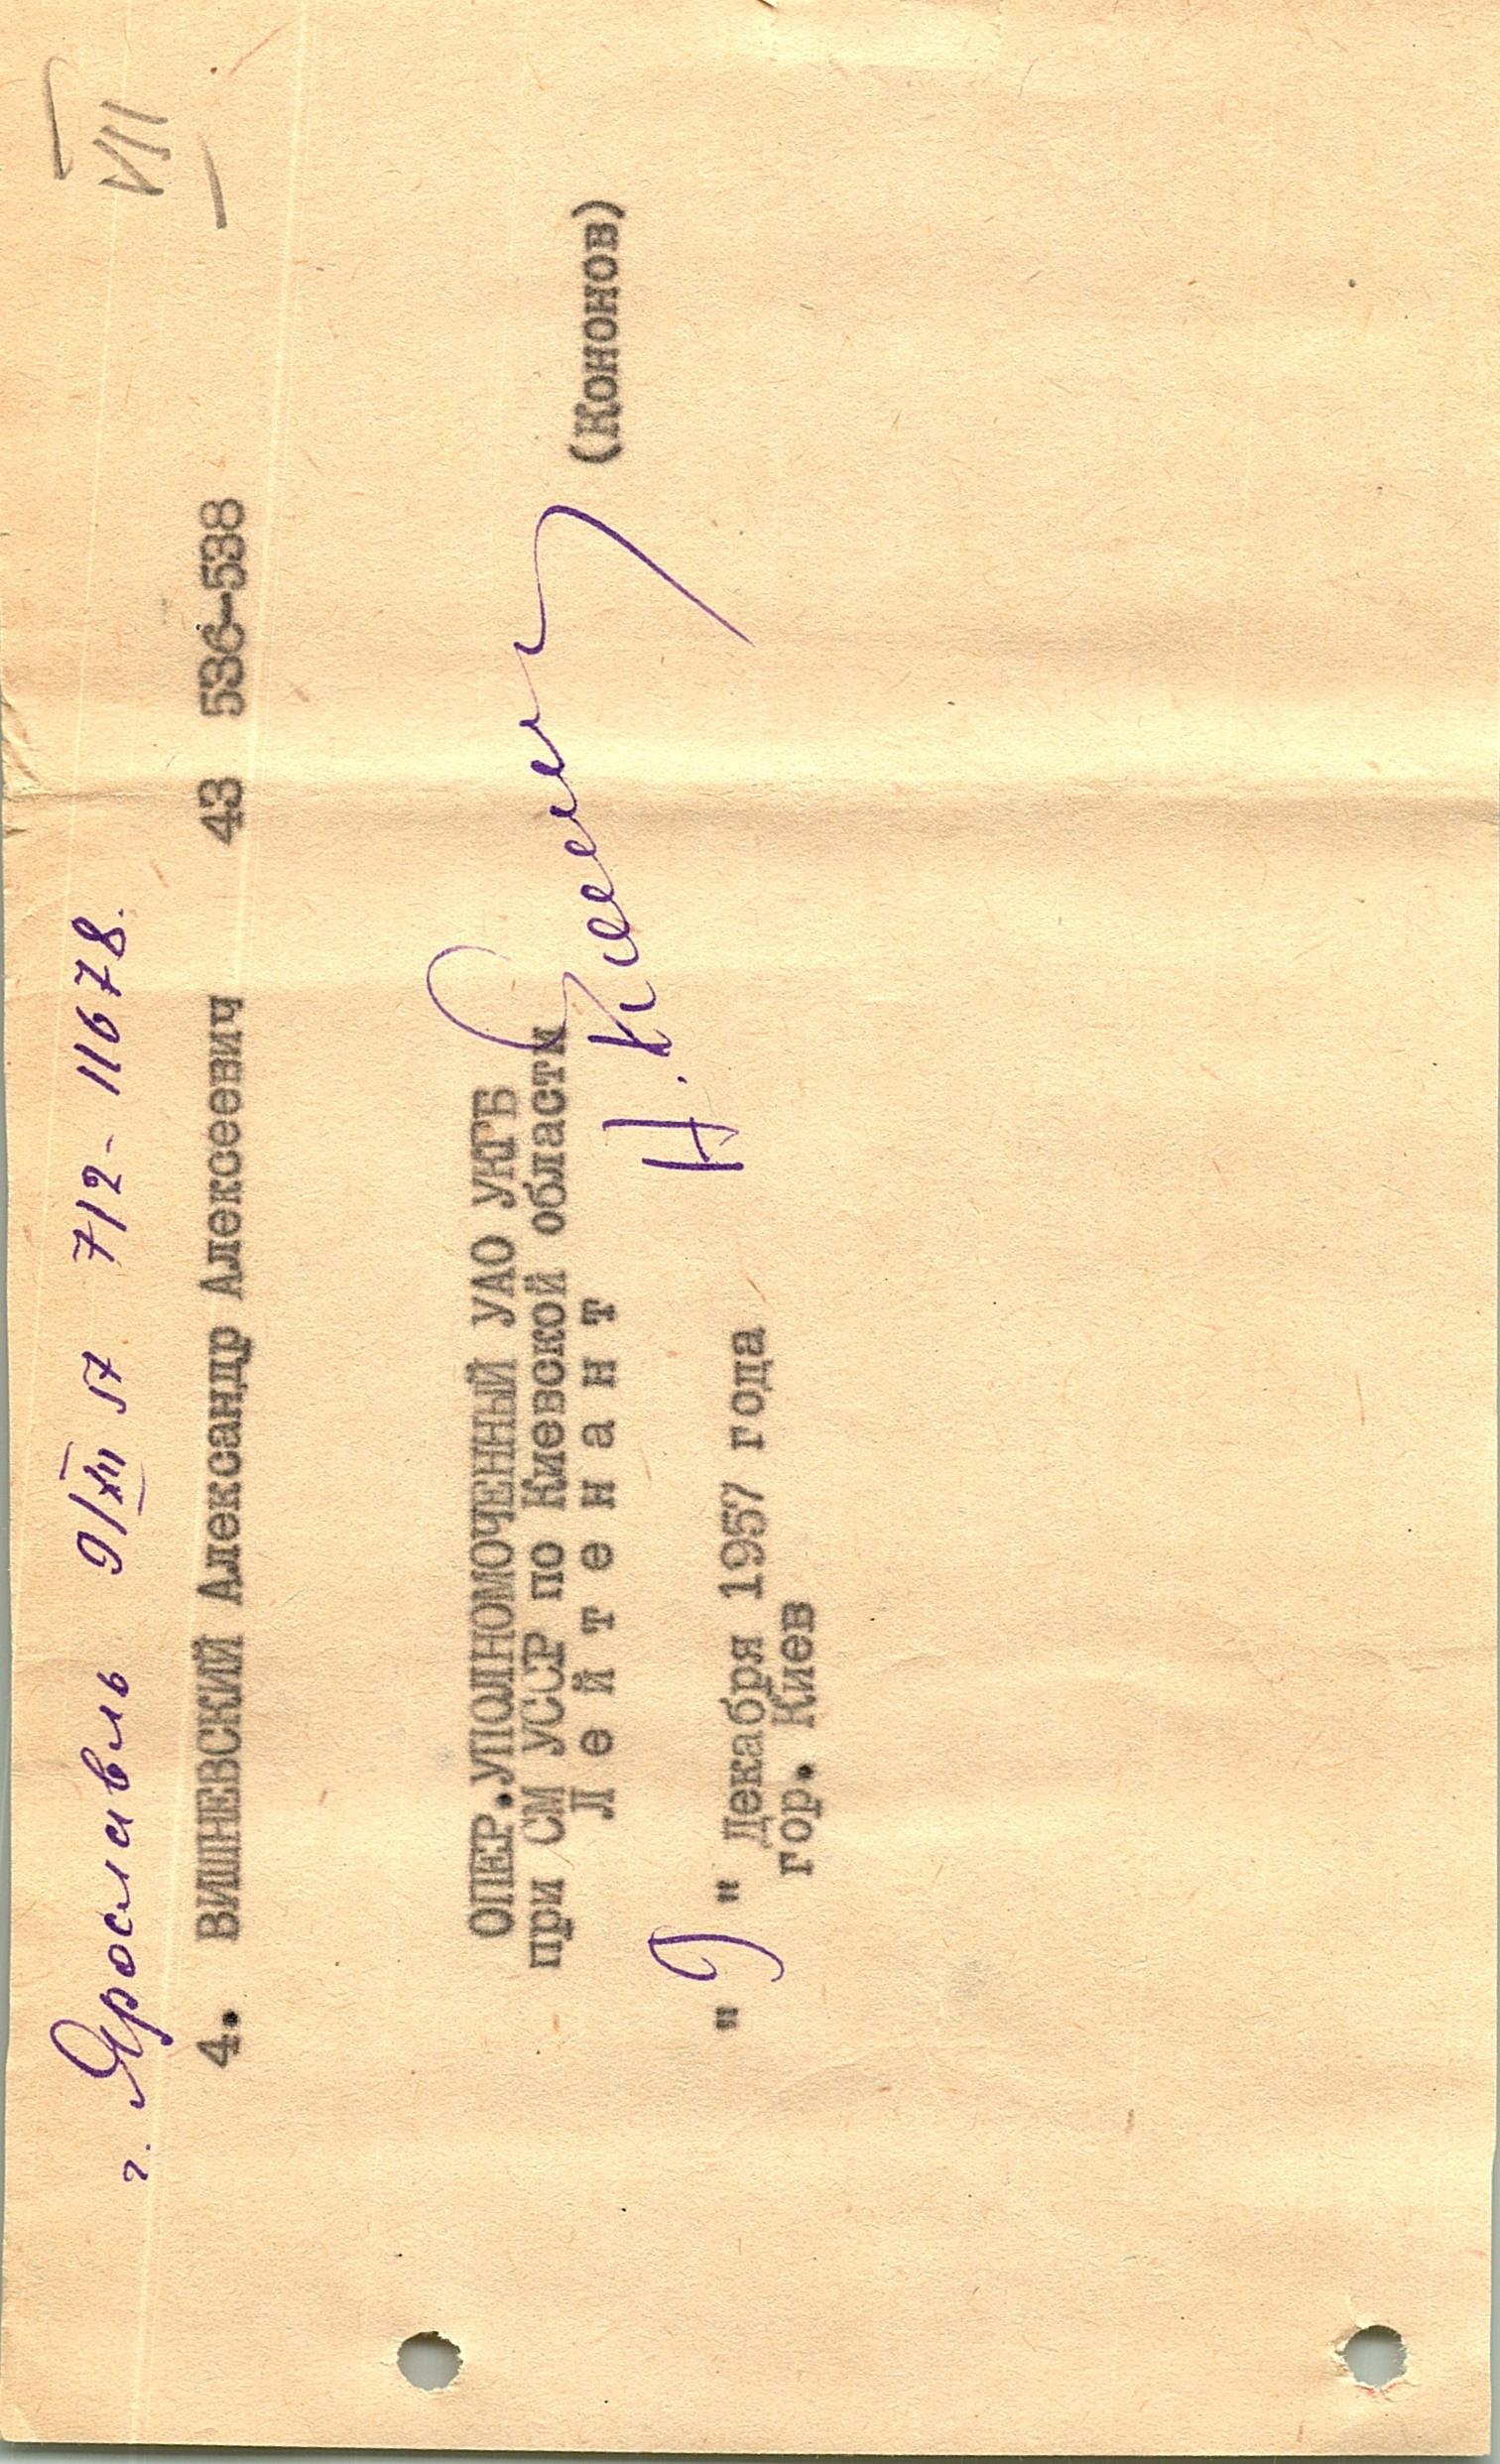 VII
г. Ярославль 9/XII 57 7/2-11678.
4. ВИШНЕВСКИЙ Александр Алексеевич 43 536-538
ОПЕР.УПОЛНОМОЧЕННЫЙ УАО УКГБ
при СМ УССР по Киевской области
Л е й т е н а н т
(Кононов)
" 9 " декабря 1957 года
гор. Киев